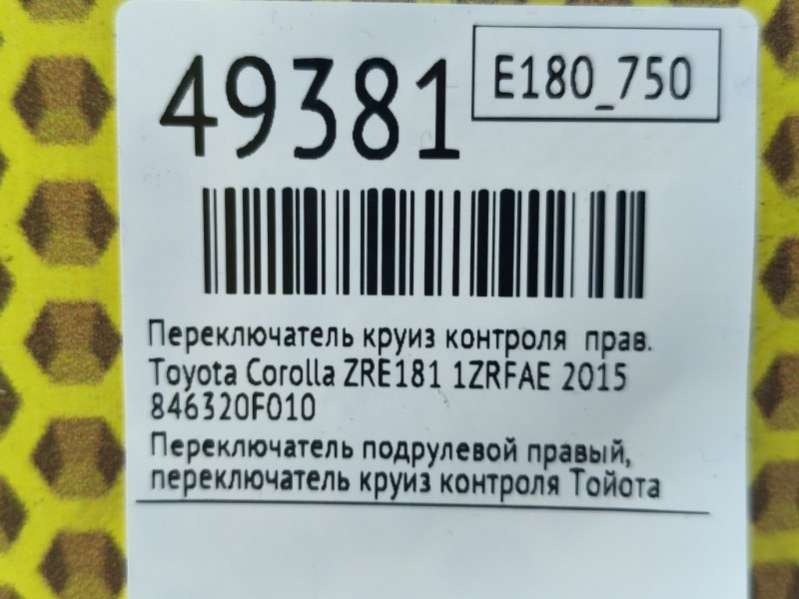 49381
E180_750
Переключатель круиз контроля прав.
Toyota Corolla ZRE181 1ZRFAE 2015
846320F010
Переключатель подрулевой правый,
переключатель круиз контроля Тойота